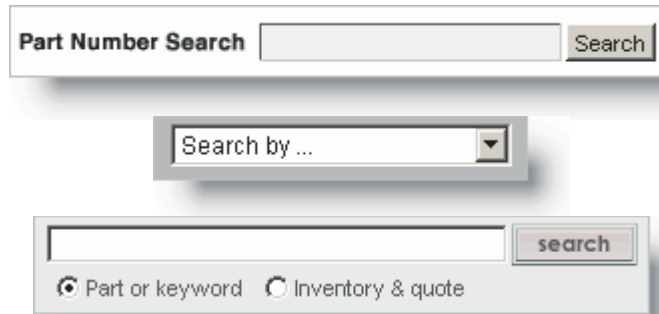 Part Number Search Search
Search by ...
search
Part or keyword Inventory & quote